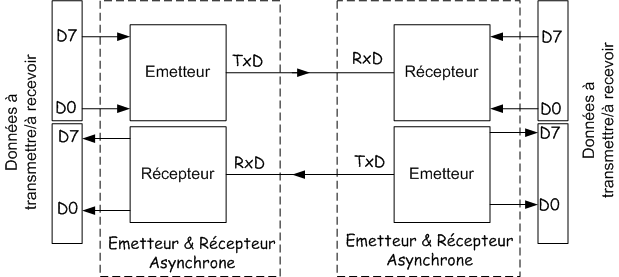 Données à
transmettre/à recevoir
D7
D0
D7
D0
Emetteur
TxD
RxD
Récepteur
Récepteur
RxD
TxD
Emetteur
Emetteur & Récepteur
Asynchrone
Emetteur & Récepteur
Asynchrone
D7
D0
D7
D0
Données à
transmettre/à recevoir